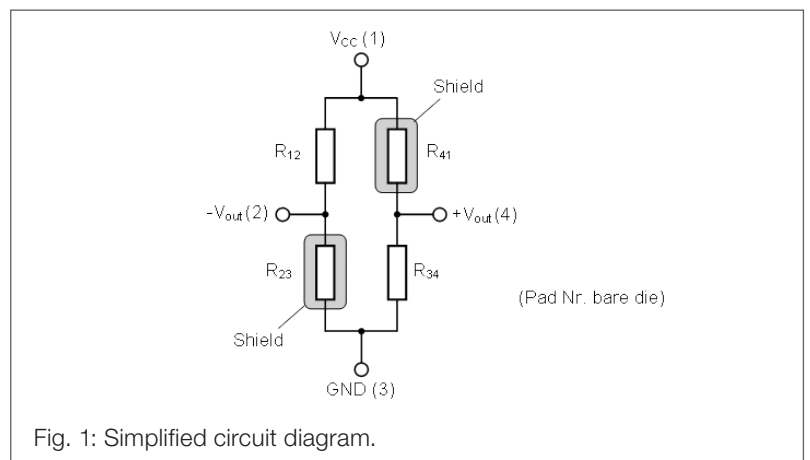 Vcc (1)
Shield
R12
R41
-Vout (2)
+Vout (4)
R23
R34
(Pad Nr. bare die)
Shield
GND (3)
Fig. 1: Simplified circuit diagram.